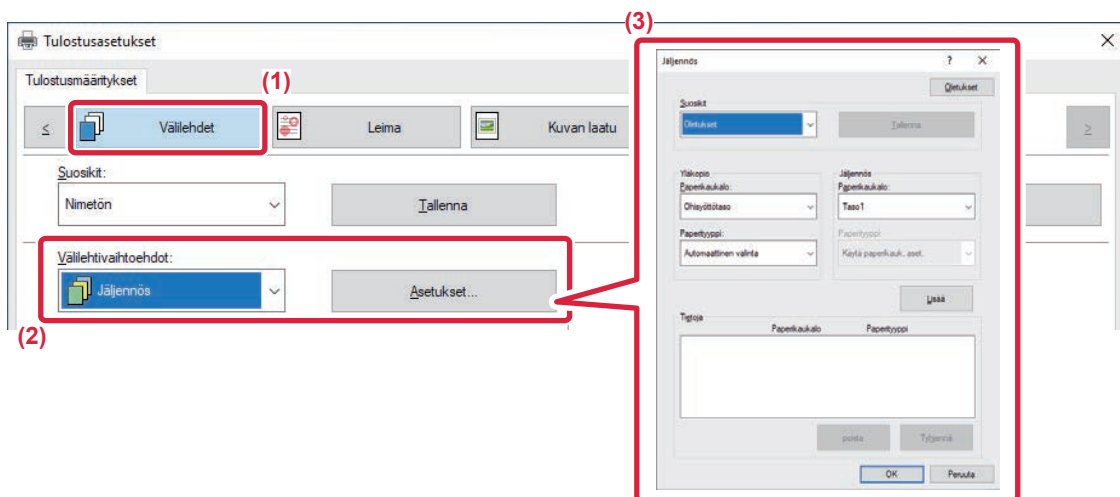 (3)
Tulostusasetukset
Tulostusmääritykset
(1)
<
Välilehdet
Leima
Kuvan laatu
>
Suosikit:
Nimetön
Tallenna
Välilehtivaihtoehdot:
Jäljennös
Asetukset...
(2)
Jäljennös
?
Oletukset
Suosikit
Oletukset
Tallenna
Yläkopio
Paperikaukalo:
Ohisyöttötaso
Paperityyppi:
Automaattinen valinta
Jäljennös
Paperikaukalo:
Taso1
Paperityyppi:
Käytä paperikauk. aset.
Lisää
Tietoja
Paperikaukalo Paperityyppi
poista
Tyhjennä
OK
Peruuta